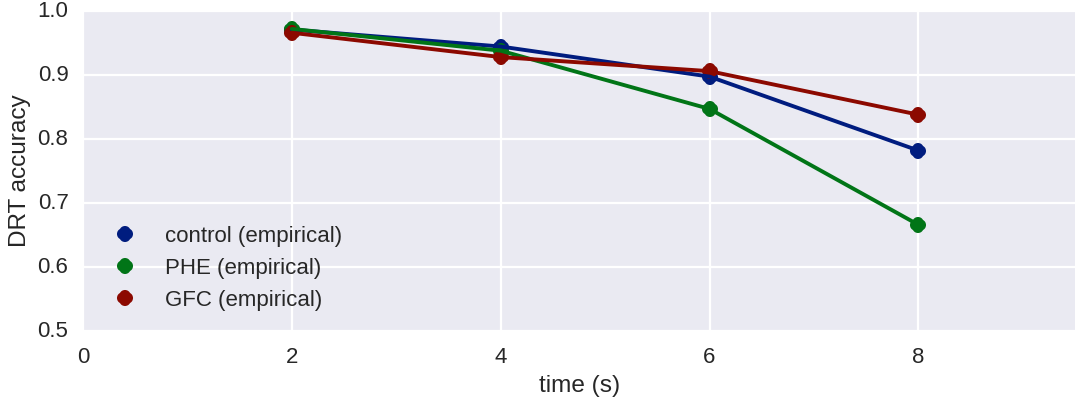 1.0
0.9
0.8
0.7
0.6
0.5
DRT accuracy
control (empirical)
PHE (empirical)
GFC (empirical)
0 2 4 6 8
time (s)